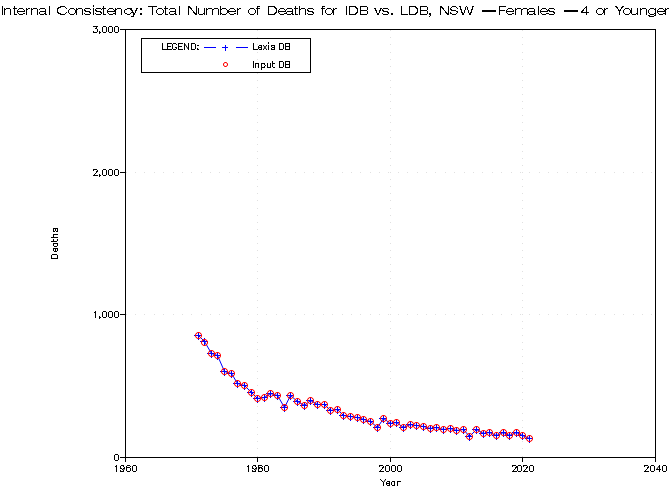 Internal Consistency: Total Number of Deaths for IDB vs. LDB, NSW —Females —4 or Younger
3,000
LEGEND: Lexis DB
Input DB
2,000
Deaths
1,000
0
1960 1980 2000 2020 2040
Year